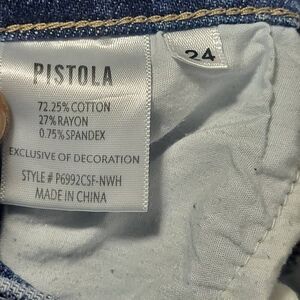 PISTOLA
24
72.25% COTTON
27% RAYON
0.75% SPANDEX
EXCLUSIVE OF DECORATION
STYLE # P6992CSF-NWH
MADE IN CHINA